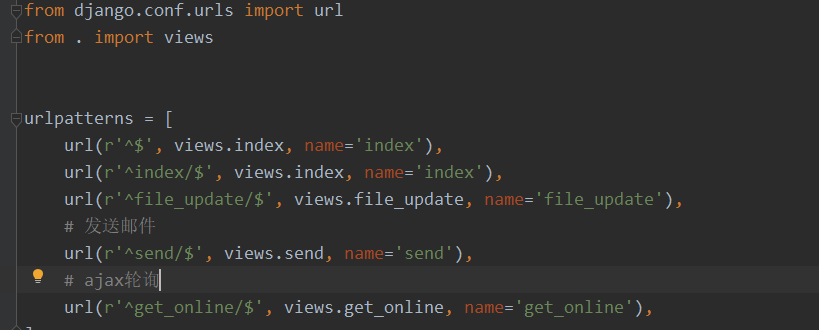 from django.conf.urls import url
from . import views
urlpatterns = [
url(r'^$', views.index, name='index'),
url(r'^index/$', views.index, name='index'),
url(r'^file_update/$', views.file_update, name='file_update'),
# 发送邮件
url(r'^send/$', views.send, name='send'),
# ajax轮询
url(r'^get_online/$', views.get_online, name='get_online'),